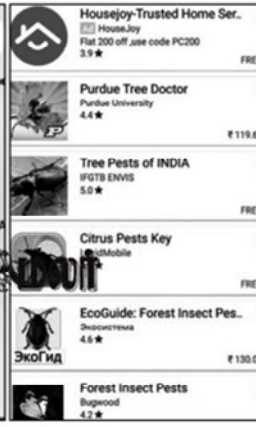 Housejoy-Trusted Home Ser..
Ad HouseJoy
Flat 200 off ,use code PC200
3.9★
FRE
Purdue Tree Doctor
Purdue University
4.4★
P
₹119.6
Tree Pests of INDIA
IFGTB ENVIS
5.0★
FRE
Citrus Pests Key
FRE
EcoGuide: Forest Insect Pes..
Экосистема
4.6★
ЭкоГид
₹130.0
Forest Insect Pests
Bugwood
4.2★